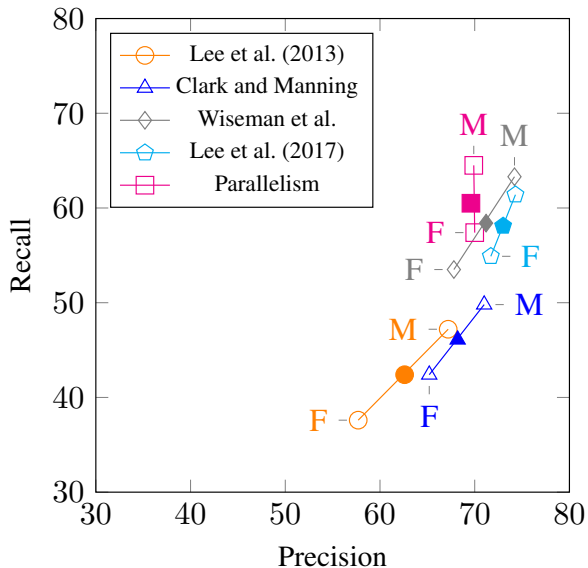 80
70
60
50
40
30
30
40
50
60
70
80
Recall
Precision
Lee et al. (2013)
Clark and Manning
Wiseman et al.
Lee et al. (2017)
Parallelism
M
M
F
F
F
M
M
F
F